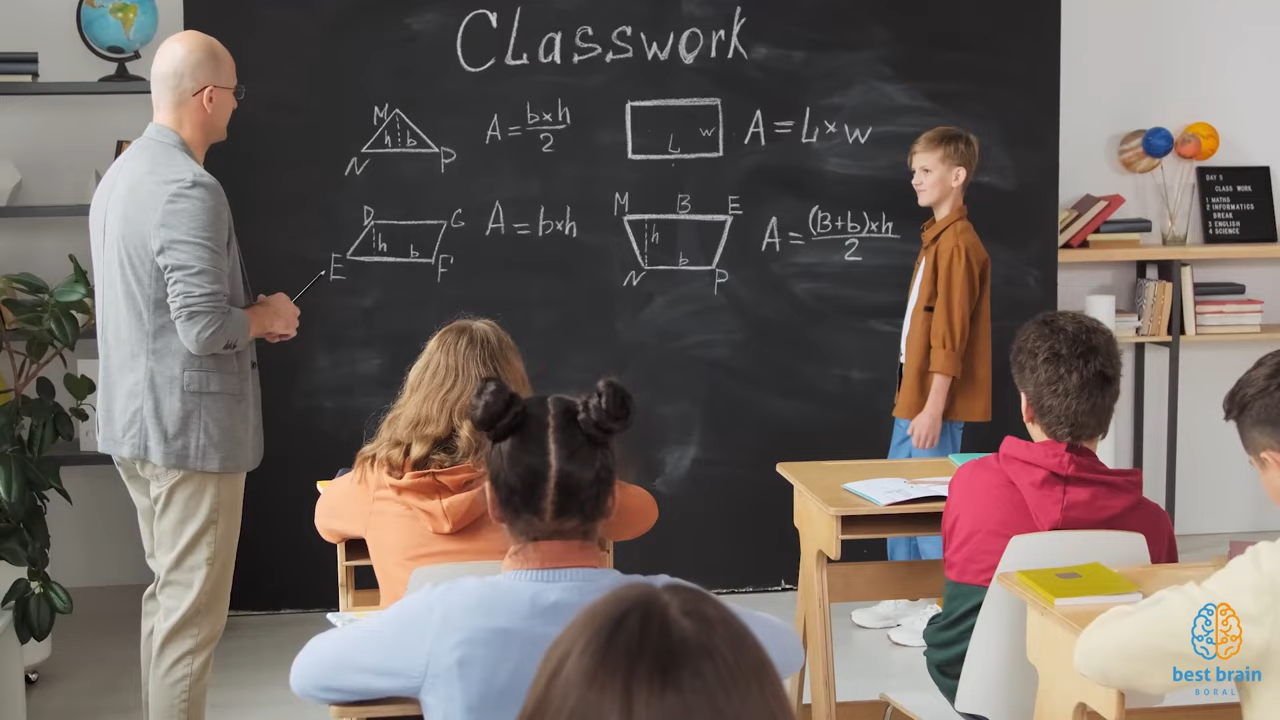 Classwork
M
h b
N P
A = b×h/2
L w
A = L×w
D G
h
b
E F
A = b×h
M B E
h
b
N P
A = (B+b)×h/2
DAY 5
CLASS WORK
1 MATHS
2 INFORMATICS
BREAK
3 ENGLISH
4 SCIENCE
best brain
BORAL